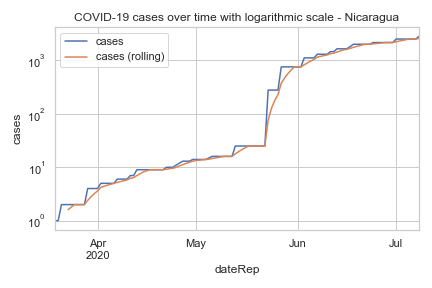 COVID-19 cases over time with logarithmic scale - Nicaragua
cases
cases (rolling)
10³
10²
10¹
10⁰
cases
Apr
2020
May
Jun
Jul
dateRep